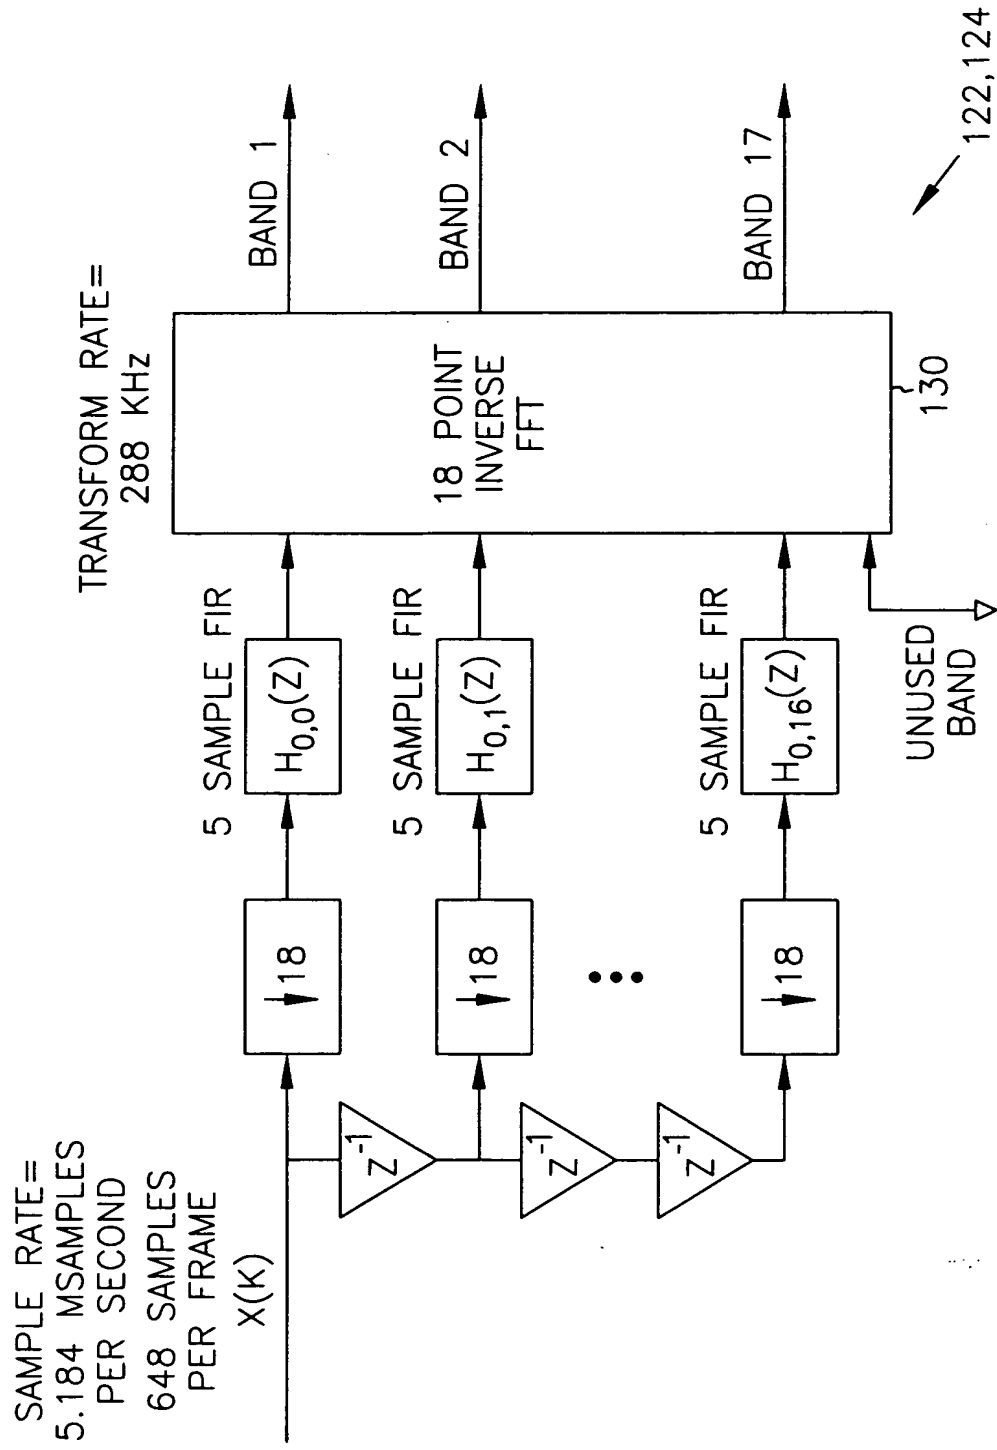 SAMPLE RATE=
5.184 MSAMPLES
PER SECOND
648 SAMPLES
PER FRAME
X(K)
Z-1
Z-1
Z-1
↓18
↓18
↓18
5 SAMPLE FIR
H0,0(Z)
5 SAMPLE FIR
H0,1(Z)
5 SAMPLE FIR
H0,16(Z)
UNUSED
BAND
TRANSFORM RATE=
288 KHz
18 POINT
INVERSE
FFT
130
BAND 1
BAND 2
BAND 17
122,124